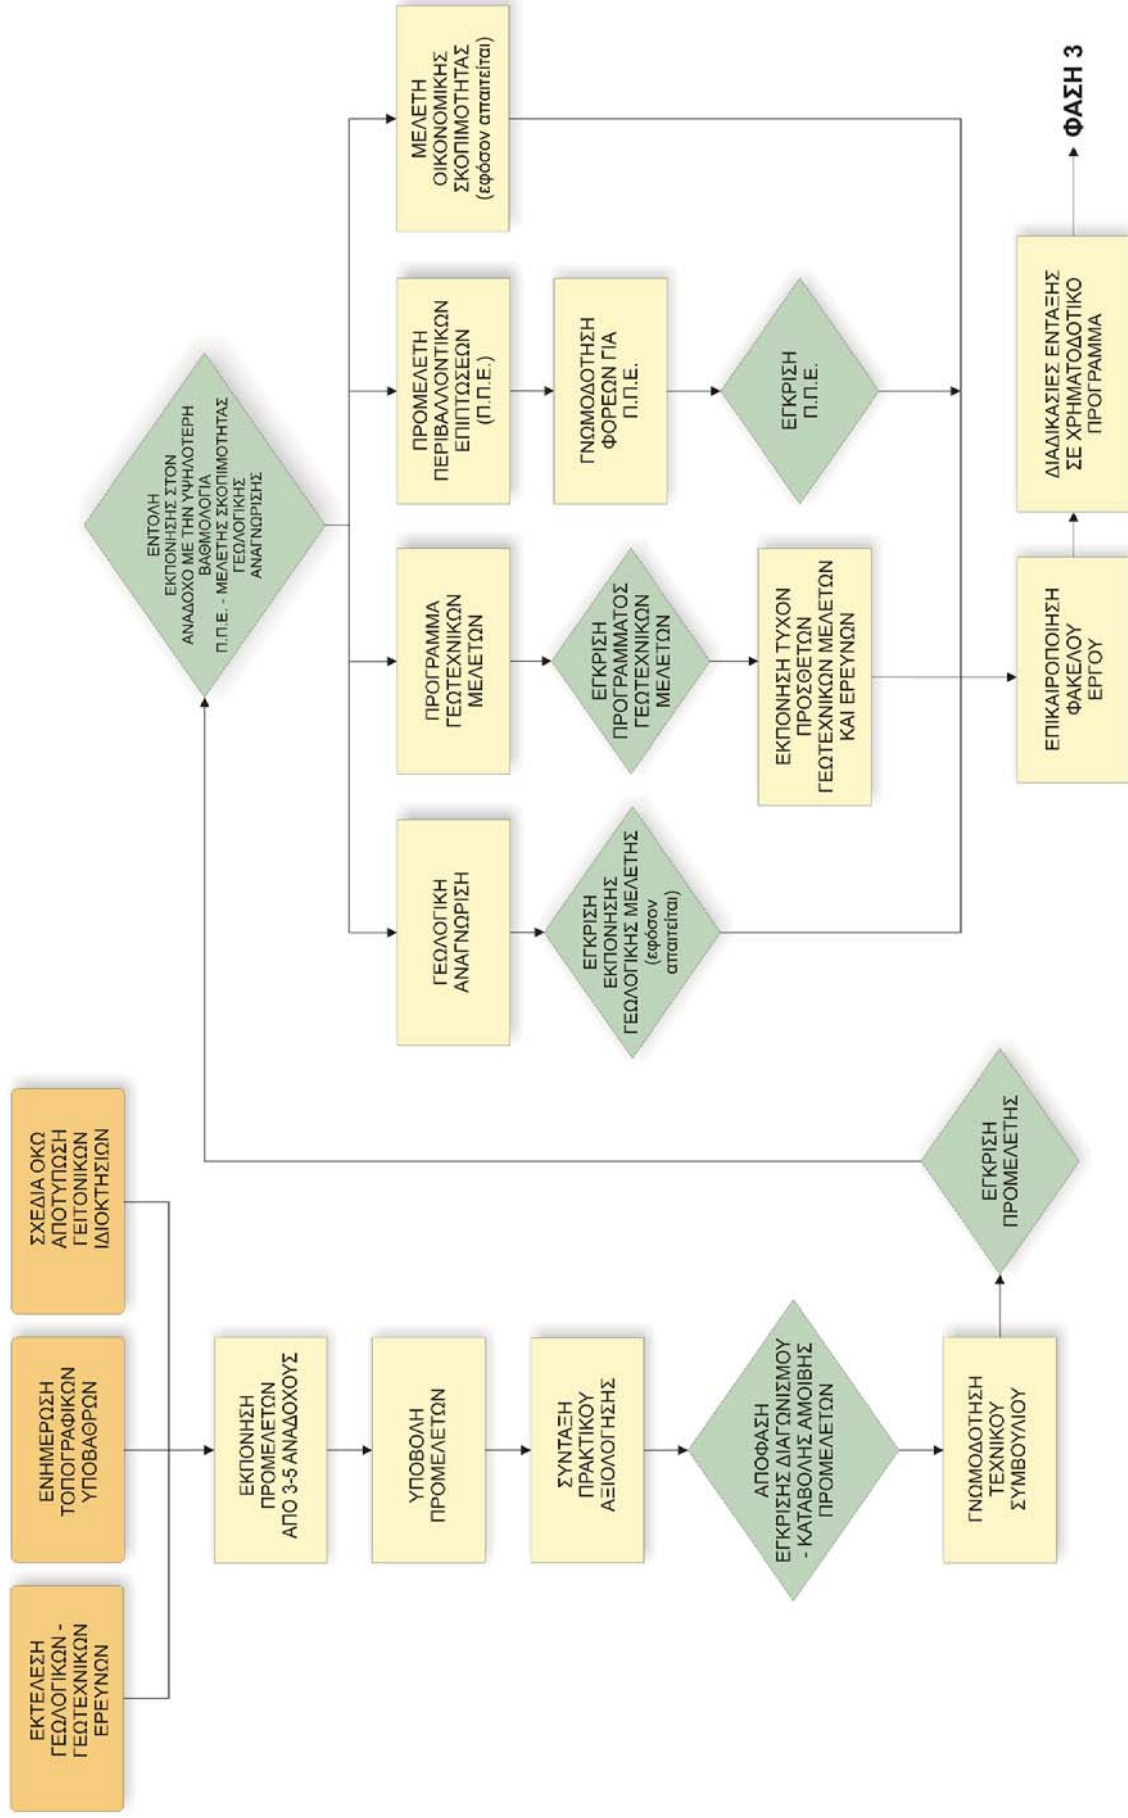 ΕΚΤΕΛΕΣΗ
ΓΕΩΛΟΓΙΚΩΝ -
ΓΕΩΤΕΧΝΙΚΩΝ
ΕΡΕΥΝΩΝ
ΕΝΗΜΕΡΩΣΗ
ΤΟΠΟΓΡΑΦΙΚΩΝ
ΥΠΟΒΑΘΡΩΝ
ΣΧΕΔΙΑ ΟΚΩ
ΑΠΟΤΥΠΩΣΗ
ΓΕΙΤΟΝΙΚΩΝ
ΙΔΙΟΚΤΗΣΙΩΝ
ΕΚΠΟΝΗΣΗ
ΠΡΟΜΕΛΕΤΩΝ
ΑΠΟ 3-5 ΑΝΑΔΟΧΟΥΣ
ΥΠΟΒΟΛΗ
ΠΡΟΜΕΛΕΤΩΝ
ΣΥΝΤΑΞΗ
ΠΡΑΚΤΙΚΟΥ
ΑΞΙΟΛΟΓΗΣΗΣ
ΑΠΟΦΑΣΗ
ΕΓΚΡΙΣΗΣ ΔΙΑΓΩΝΙΣΜΟΥ
- ΚΑΤΑΒΟΛΗΣ ΑΜΟΙΒΗΣ
ΠΡΟΜΕΛΕΤΩΝ
ΓΝΩΜΟΔΟΤΗΣΗ
ΤΕΧΝΙΚΟΥ
ΣΥΜΒΟΥΛΙΟΥ
ΕΓΚΡΙΣΗ
ΠΡΟΜΕΛΕΤΗΣ
ΕΝΤΟΛΗ
ΕΚΠΟΝΗΣΗΣ ΣΤΟΝ
ΑΝΑΔΟΧΟ ΜΕ ΤΗΝ ΥΨΗΛΟΤΕΡΗ
ΒΑΘΜΟΛΟΓΙΑ
Π.Π.Ε. - ΜΕΛΕΤΗΣ ΣΚΟΠΙΜΟΤΗΤΑΣ
ΓΕΩΛΟΓΙΚΗΣ
ΑΝΑΓΝΩΡΙΣΗΣ
ΓΕΩΛΟΓΙΚΗ
ΑΝΑΓΝΩΡΙΣΗ
ΕΓΚΡΙΣΗ
ΕΚΠΟΝΗΣΗΣ
ΓΕΩΛΟΓΙΚΗΣ ΜΕΛΕΤΗΣ
(εφόσον
απαιτείται)
ΠΡΟΓΡΑΜΜΑ
ΓΕΩΤΕΧΝΙΚΩΝ
ΜΕΛΕΤΩΝ
ΕΓΚΡΙΣΗ
ΠΡΟΓΡΑΜΜΑΤΟΣ
ΓΕΩΤΕΧΝΙΚΩΝ
ΜΕΛΕΤΩΝ
ΕΚΠΟΝΗΣΗ ΤΥΧΟΝ
ΠΡΟΣΘΕΤΩΝ
ΓΕΩΤΕΧΝΙΚΩΝ ΜΕΛΕΤΩΝ
ΚΑΙ ΕΡΕΥΝΩΝ
ΠΡΟΜΕΛΕΤΗ
ΠΕΡΙΒΑΛΛΟΝΤΙΚΩΝ
ΕΠΙΠΤΩΣΕΩΝ
(Π.Π.Ε.)
ΓΝΩΜΟΔΟΤΗΣΗ
ΦΟΡΕΩΝ ΓΙΑ
Π.Π.Ε.
ΕΓΚΡΙΣΗ
Π.Π.Ε.
ΜΕΛΕΤΗ
ΟΙΚΟΝΟΜΙΚΗΣ
ΣΚΟΠΙΜΟΤΗΤΑΣ
(εφόσον απαιτείται)
ΕΠΙΚΑΙΡΟΠΟΙΗΣΗ
ΦΑΚΕΛΟΥ
ΕΡΓΟΥ
ΔΙΑΔΙΚΑΣΙΕΣ ΕΝΤΑΞΗΣ
ΣΕ ΧΡΗΜΑΤΟΔΟΤΙΚΟ
ΠΡΟΓΡΑΜΜΑ
ΦΑΣΗ 3